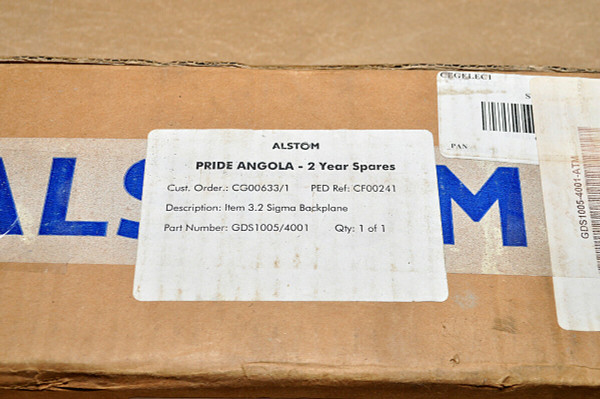 CEGELEC
S
PAN
ALSTOM
PRIDE ANGOLA - 2 Year Spares
Cust. Order.: CG00633/1 PED Ref: CF00241
Description: Item 3.2 Sigma Backplane
Part Number: GDS1005/4001 Qty: 1 of 1
ALS M
GDS1005-4001-ATM